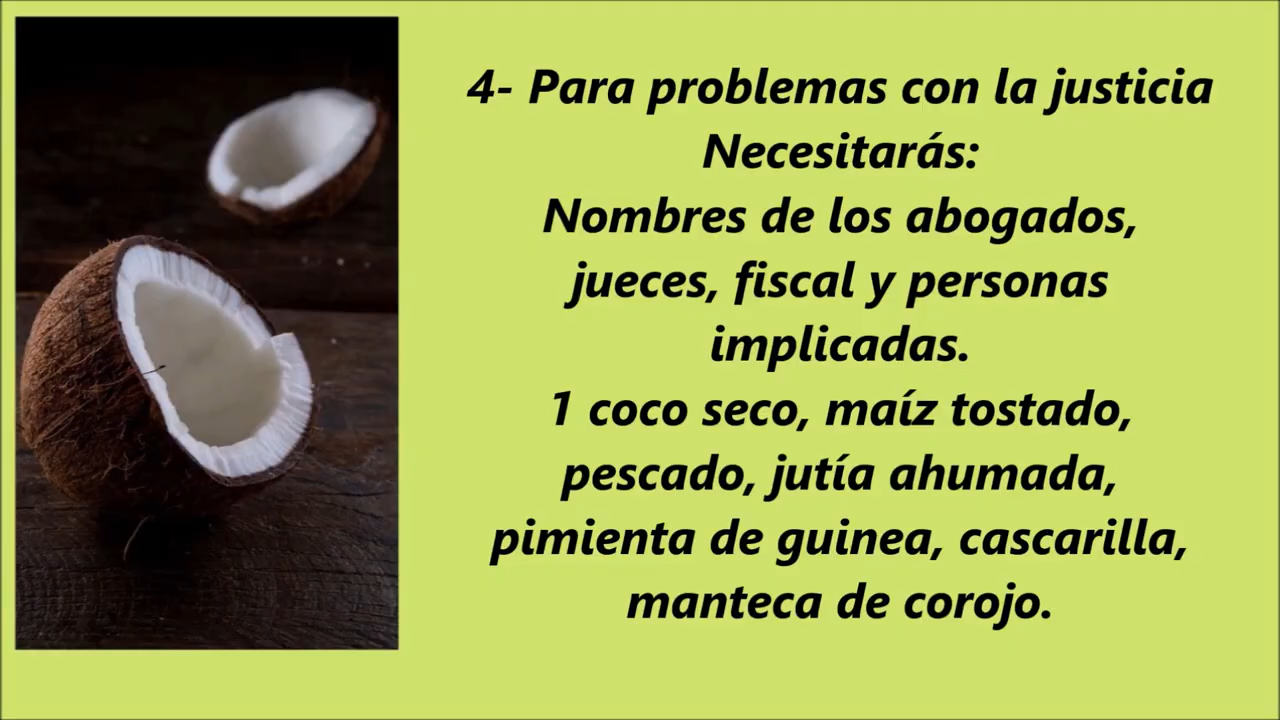 4- Para problemas con la justicia
Necesitarás:
Nombres de los abogados,
jueces, fiscal y personas
implicadas.
1 coco seco, maíz tostado,
pescado, jutía ahumada,
pimienta de guinea, cascarilla,
manteca de corojo.